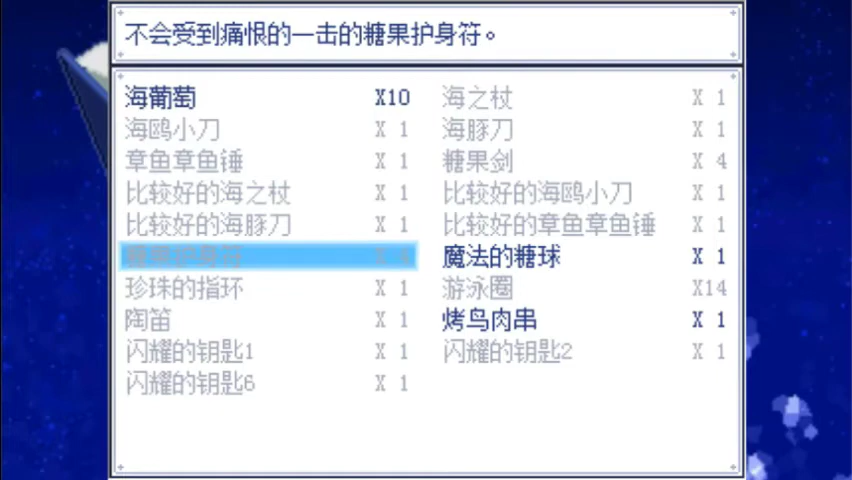 不会受到痛恨的一击的糖果护身符。
海葡萄 X10 海之杖 X 1
海鸥小刀 X 1 海豚刀 X 1
章鱼章鱼锤 X 1 糖果剑 X 4
比较好的海之杖 X 1 比较好的海鸥小刀 X 1
比较好的海豚刀 X 1 比较好的章鱼章鱼锤 X 1
糖果护身符 X 4 魔法的糖球 X 1
珍珠的指环 X 1 游泳圈 X14
陶笛 X 1 烤鸟肉串 X 1
闪耀的钥匙1 X 1 闪耀的钥匙2 X 1
闪耀的钥匙6 X 1